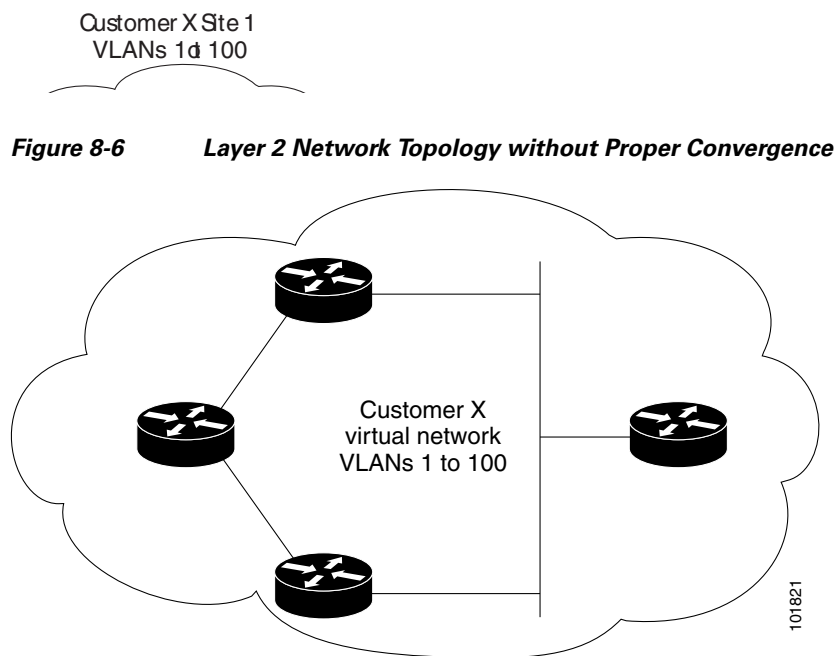 Customer X Site 1
VLANs 1 to 100
Figure 8-6 Layer 2 Network Topology without Proper Convergence
Customer X
virtual network
VLANs 1 to 100
101821